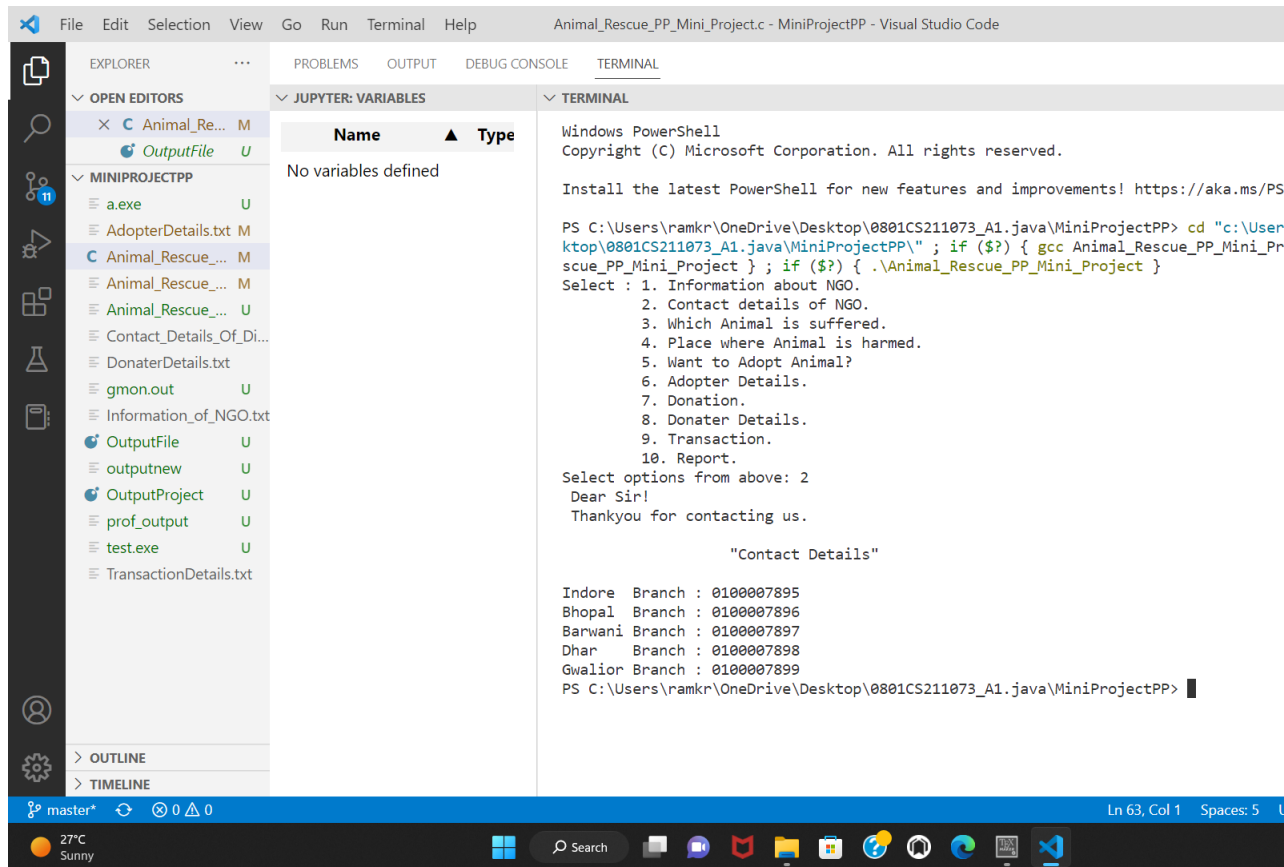 File Edit Selection View Go Run Terminal Help Animal_Rescue_PP_Mini_Project.c - MiniProjectPP - Visual Studio Code
EXPLORER ···
PROBLEMS OUTPUT DEBUG CONSOLE TERMINAL
OPEN EDITORS
C Animal_Re... M
OutputFile U
MINIPROJECTPP
a.exe U
AdopterDetails.txt M
C Animal_Rescue_... M
Animal_Rescue_... M
Animal_Rescue_... U
Contact_Details_Of_Di...
DonaterDetails.txt
gmon.out U
Information_of_NGO.txt
OutputFile U
outputnew U
OutputProject U
prof_output U
test.exe U
TransactionDetails.txt
OUTLINE
TIMELINE
11
JUPYTER: VARIABLES
Name ▲ Type
No variables defined
TERMINAL
Windows PowerShell
Copyright (C) Microsoft Corporation. All rights reserved.
Install the latest PowerShell for new features and improvements! https://aka.ms/PS
PS C:\Users\ramkr\OneDrive\Desktop\0801CS211073_A1.java\MiniProjectPP> cd "c:\User
ktop\0801CS211073_A1.java\MiniProjectPP\" ; if ($?) { gcc Animal_Rescue_PP_Mini_Pr
scue_PP_Mini_Project } ; if ($?) { .\Animal_Rescue_PP_Mini_Project }
Select : 1. Information about NGO.
2. Contact details of NGO.
3. Which Animal is suffered.
4. Place where Animal is harmed.
5. Want to Adopt Animal?
6. Adopter Details.
7. Donation.
8. Donater Details.
9. Transaction.
10. Report.
Select options from above: 2
Dear Sir!
Thankyou for contacting us.
"Contact Details"
Indore Branch : 0100007895
Bhopal Branch : 0100007896
Barwani Branch : 0100007897
Dhar Branch : 0100007898
Gwalior Branch : 0100007899
PS C:\Users\ramkr\OneDrive\Desktop\0801CS211073_A1.java\MiniProjectPP>
master* 0 0 Ln 63, Col 1 Spaces: 5
27°C
Sunny
Search